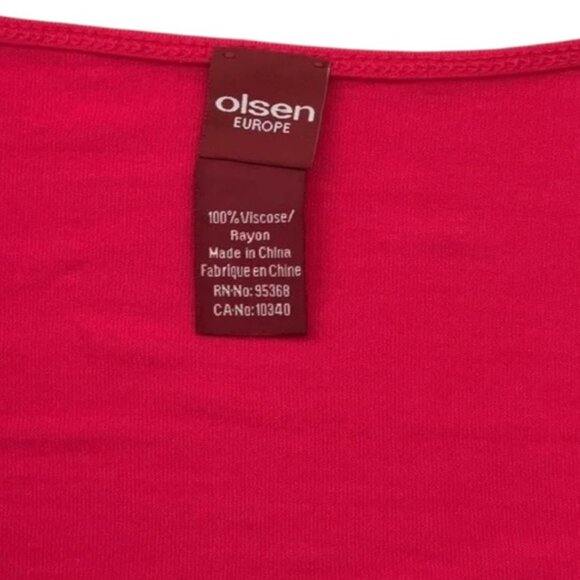 olsen
EUROPE
100% Viscose/
Rayon
Made in China
Fabrique en Chine
RN-No: 95368
CA-No: 10340